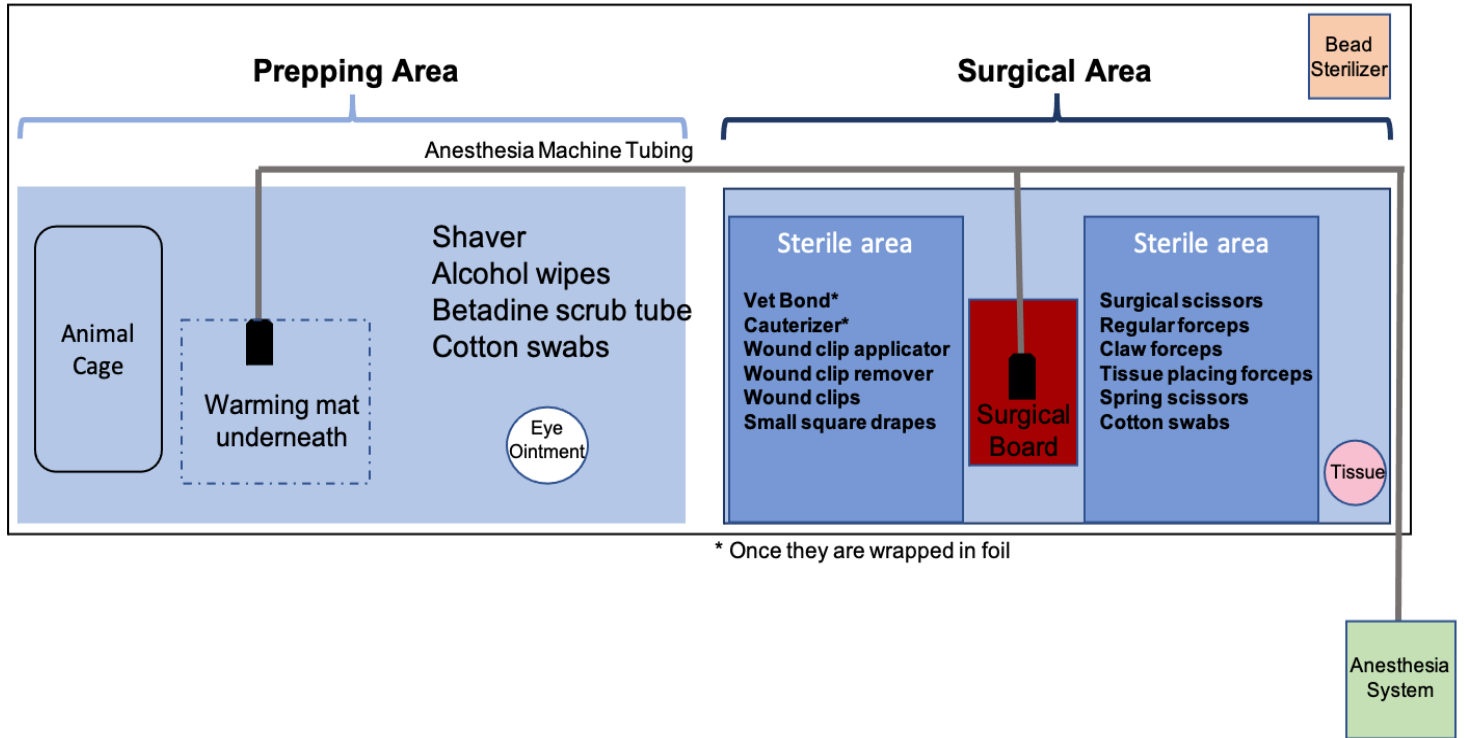 Prepping Area
Surgical Area
Bead
Sterilizer
Anesthesia Machine Tubing
Animal
Cage
Warming mat
underneath
Shaver
Alcohol wipes
Betadine scrub tube
Cotton swabs
Eye
Ointment
Sterile area
Vet Bond*
Cauterizer*
Wound clip applicator
Wound clip remover
Wound clips
Small square drapes
Surgical
Board
Sterile area
Surgical scissors
Regular forceps
Claw forceps
Tissue placing forceps
Spring scissors
Cotton swabs
Tissue
* Once they are wrapped in foil
Anesthesia
System